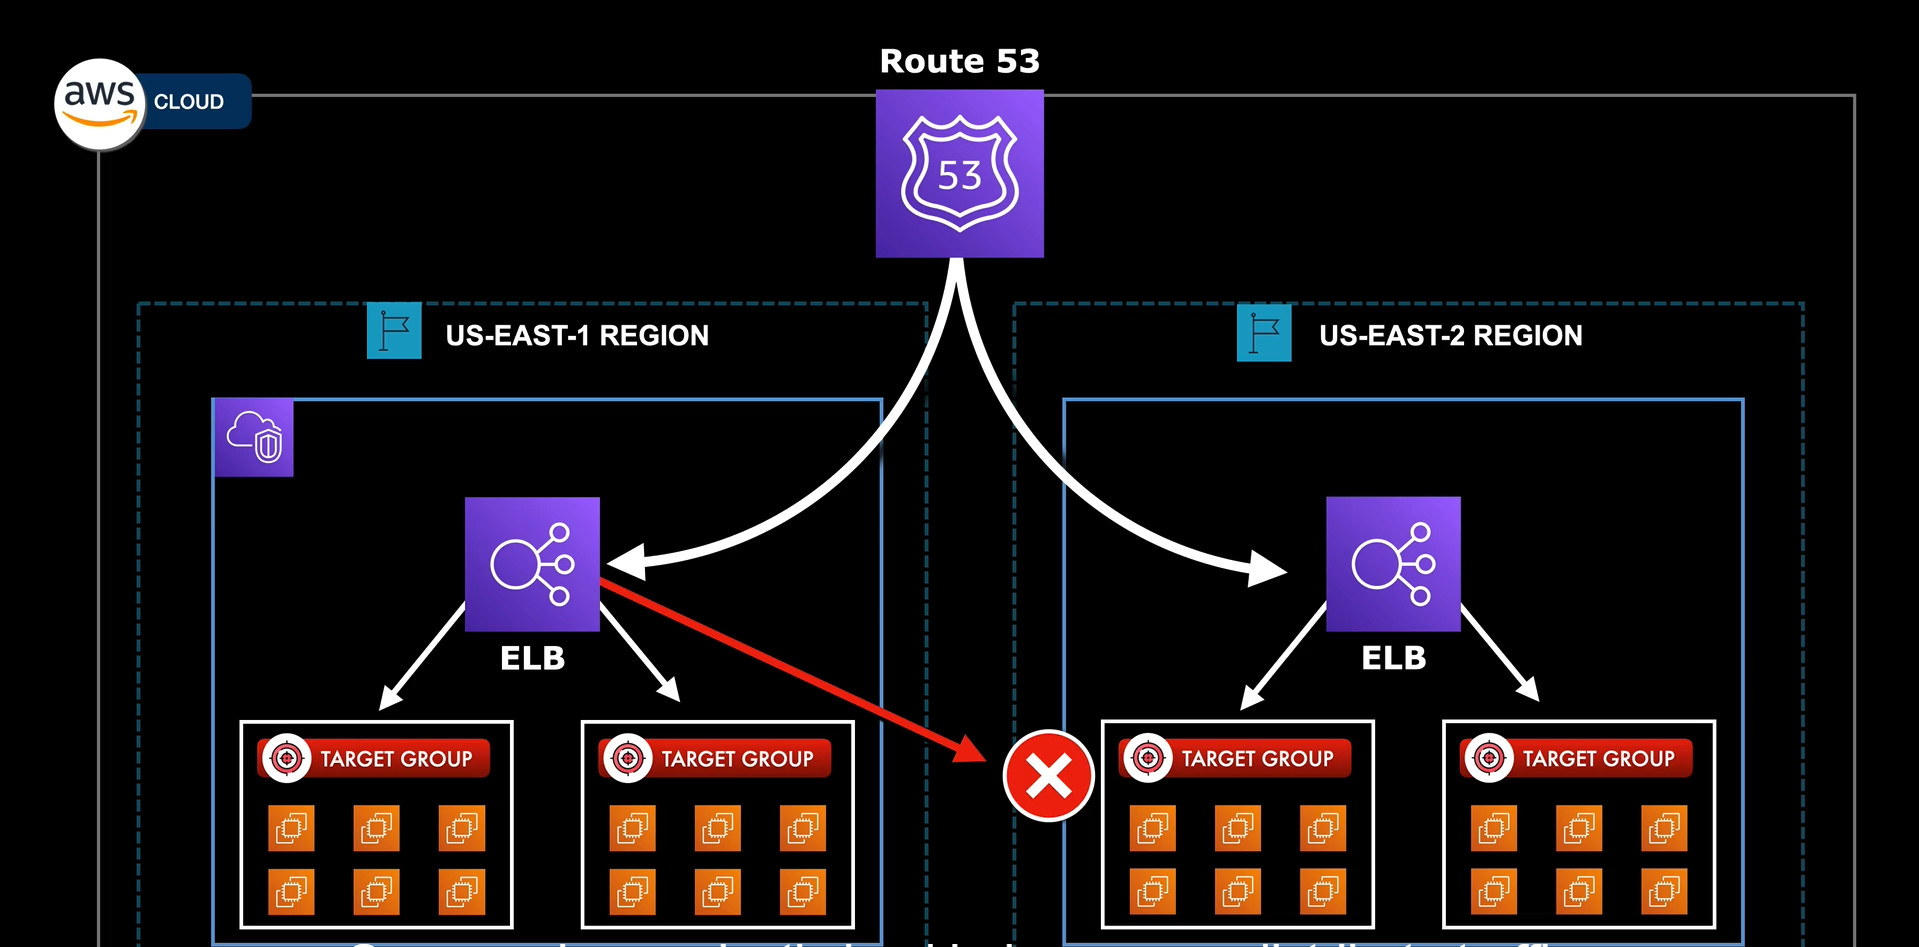 Route 53
aws
CLOUD
53
US-EAST-1 REGION
US-EAST-2 REGION
ELB
ELB
TARGET GROUP
TARGET GROUP
TARGET GROUP
TARGET GROUP